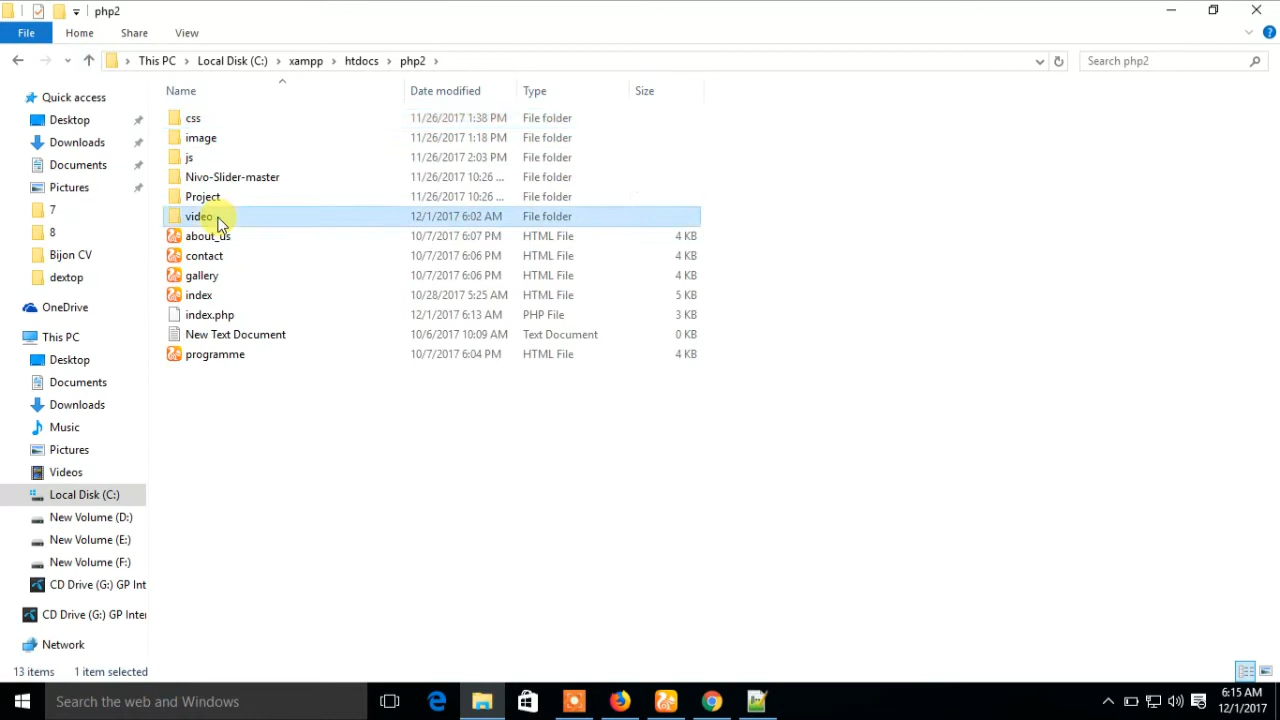 php2
File Home Share View
This PC Local Disk (C:) xampp htdocs php2 Search php2
Name Date modified Type Size
Quick access
Desktop
Downloads
Documents
Pictures
7
8
Bijon CV
dextop
OneDrive
This PC
Desktop
Documents
Downloads
Music
Pictures
Videos
Local Disk (C:)
New Volume (D:)
New Volume (E:)
New Volume (F:)
CD Drive (G:) GP Int
CD Drive (G:) GP Inter
Network
css 11/26/2017 1:38 PM File folder
image 11/26/2017 1:18 PM File folder
js 11/26/2017 2:03 PM File folder
Nivo-Slider-master 11/26/2017 10:26 ... File folder
Project 11/26/2017 10:26 ... File folder
video 12/1/2017 6:02 AM File folder
about_us 10/7/2017 6:07 PM HTML File 4 KB
contact 10/7/2017 6:06 PM HTML File 4 KB
gallery 10/7/2017 6:06 PM HTML File 4 KB
index 10/28/2017 5:25 AM HTML File 5 KB
index.php 12/1/2017 6:13 AM PHP File 3 KB
New Text Document 10/6/2017 10:09 AM Text Document 0 KB
programme 10/7/2017 6:04 PM HTML File 4 KB
13 items 1 item selected
Search the web and Windows
6:15 AM
12/1/2017